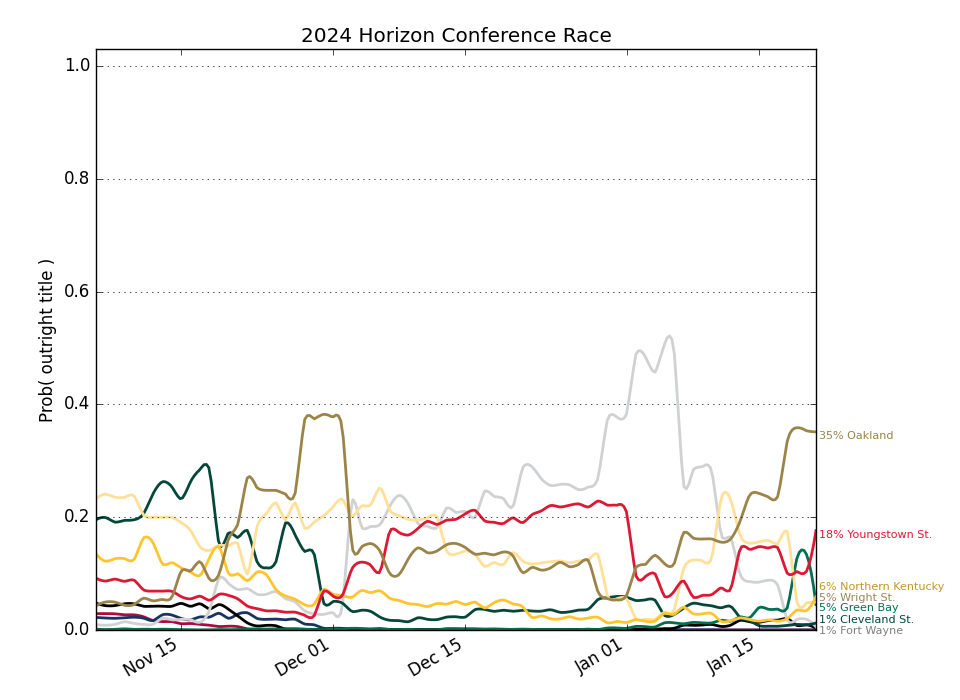 2024 Horizon Conference Race
Prob( outright title )
1.0
0.8
0.6
0.4
0.2
0.0
Nov 15
Dec 01
Dec 15
Jan 01
Jan 15
35% Oakland
18% Youngstown St.
6% Northern Kentucky
5% Wright St.
5% Green Bay
1% Cleveland St.
1% Fort Wayne